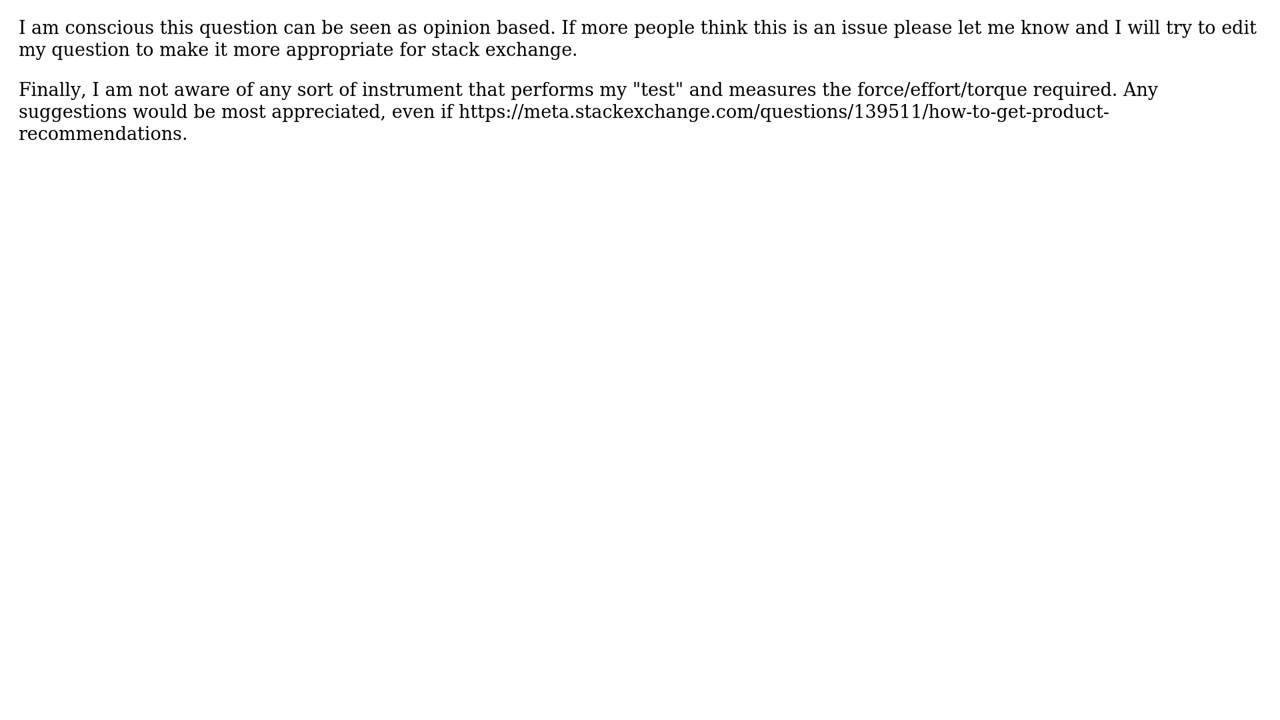 I am conscious this question can be seen as opinion based. If more people think this is an issue please let me know and I will try to edit
my question to make it more appropriate for stack exchange.
Finally, I am not aware of any sort of instrument that performs my "test" and measures the force/effort/torque required. Any
suggestions would be most appreciated, even if https://meta.stackexchange.com/questions/139511/how-to-get-product-
recommendations.